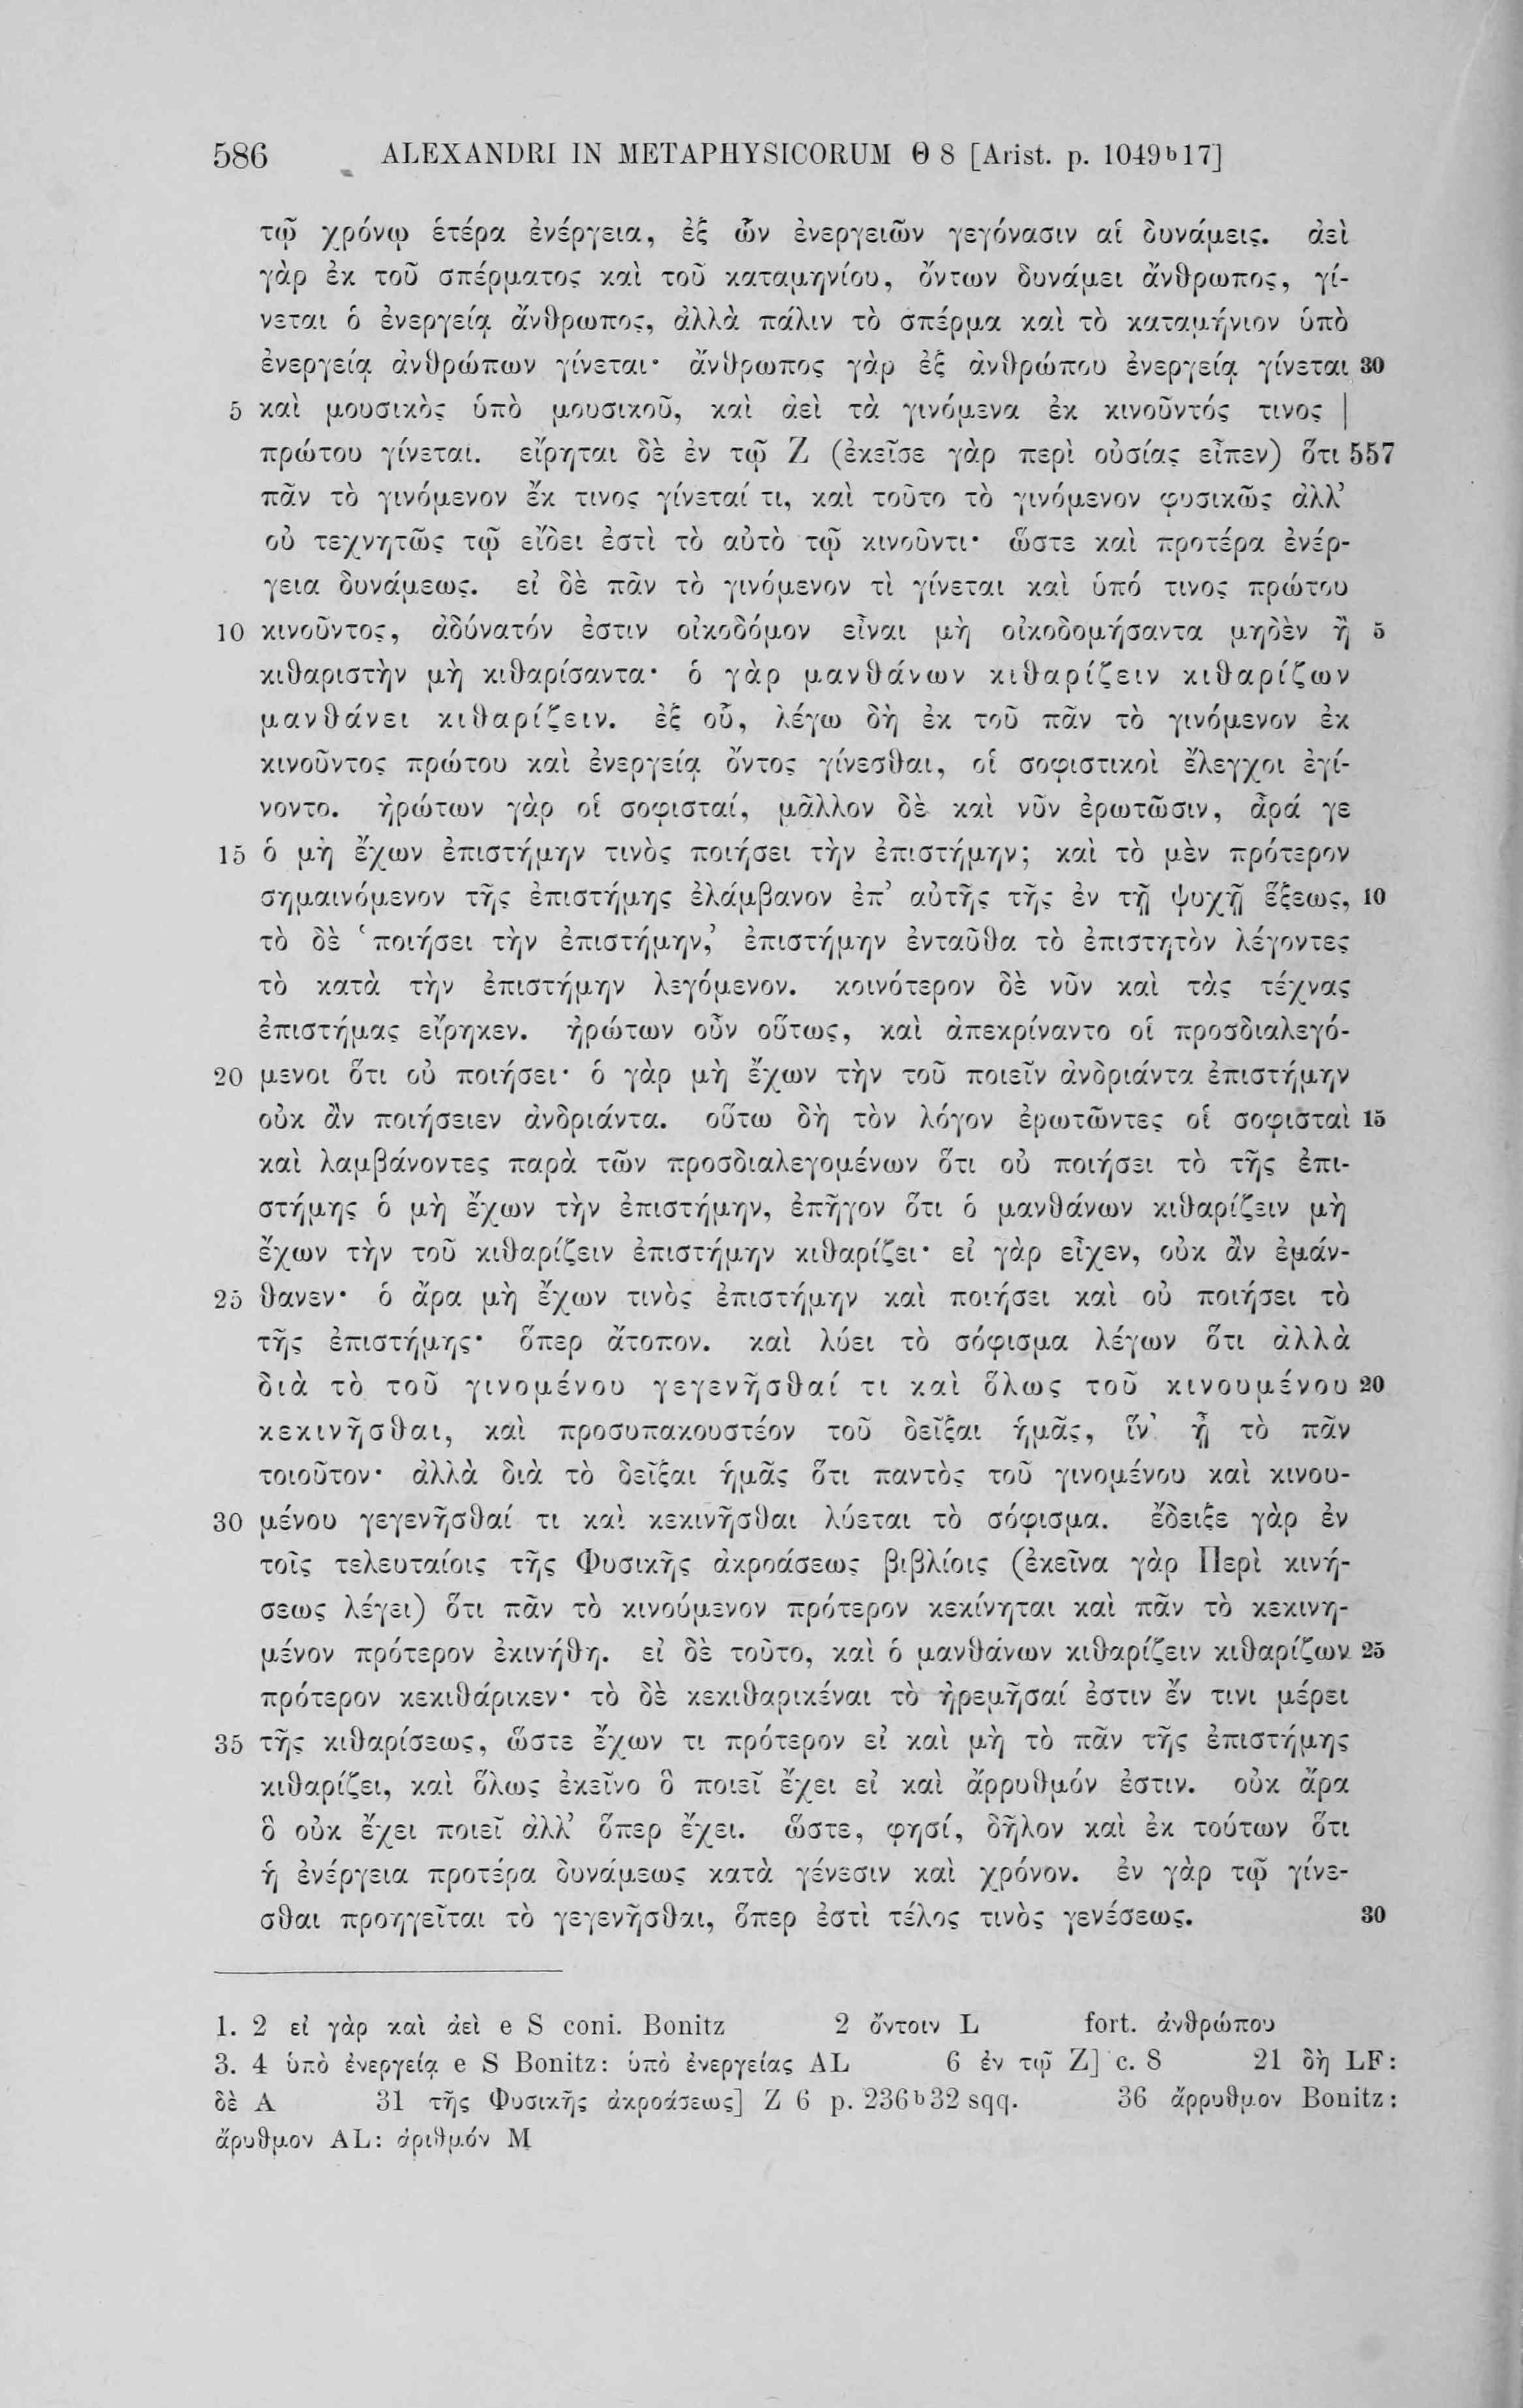 586 ALEXANDRI IN METAPHYSICORUM Θ 8 [Arist. p. 1049ᵇ17]
τῷ χρόνῳ ἑτέρα ἐνέργεια, ἐξ ὧν ἐνεργειῶν γεγόνασιν αἱ δυνάμεις. ἀεὶ
γὰρ ἐκ τοῦ σπέρματος καὶ τοῦ καταμηνίου, ὄντων δυνάμει ἄνθρωπος, γί-
νεται ὁ ἐνεργείᾳ ἄνθρωπος, ἀλλὰ πάλιν τὸ σπέρμα καὶ τὸ καταμήνιον ὑπὸ
ἐνεργείᾳ ἀνθρώπων γίνεται· ἄνθρωπος γὰρ ἐξ ἀνθρώπου ἐνεργείᾳ γίνεται 30
5 καὶ μουσικὸς ὑπὸ μουσικοῦ, καὶ ἀεὶ τὰ γινόμενα ἐκ κινοῦντός τινος |
πρώτου γίνεται. εἴρηται δὲ ἐν τῷ Ζ (ἐκεῖσε γὰρ περὶ οὐσίας εἶπεν) ὅτι 557
πᾶν τὸ γινόμενον ἔκ τινος γίνεταί τι, καὶ τοῦτο τὸ γινόμενον φυσικῶς ἀλλ’
οὐ τεχνητῶς τῷ εἴδει ἐστὶ τὸ αὐτὸ τῷ κινοῦντι· ὥστε καὶ προτέρα ἐνέρ-
γεια δυνάμεως. εἰ δὲ πᾶν τὸ γινόμενον τὶ γίνεται καὶ ὑπό τινος πρώτου
10 κινοῦντος, ἀδύνατόν ἐστιν οἰκοδόμον εἶναι μὴ οἰκοδομήσαντα μηδὲν ἢ 5
κιθαριστὴν μὴ κιθαρίσαντα· ὁ γὰρ μανθάνων κιθαρίζειν κιθαρίζων
μανθάνει κιθαρίζειν. ἐξ οὗ, λέγω δὴ ἐκ τοῦ πᾶν τὸ γινόμενον ἐκ
κινοῦντος πρώτου καὶ ἐνεργείᾳ ὄντος γίνεσθαι, οἱ σοφιστικοὶ ἔλεγχοι ἐγί-
νοντο. ἠρώτων γὰρ οἱ σοφισταί, μᾶλλον δὲ καὶ νῦν ἐρωτῶσιν, ἆρά γε
15 ὁ μὴ ἔχων ἐπιστήμην τινὸς ποιήσει τὴν ἐπιστήμην; καὶ τὸ μὲν πρότερον
σημαινόμενον τῆς ἐπιστήμης ἐλάμβανον ἐπ’ αὐτῆς τῆς ἐν τῇ ψυχῇ ἕξεως, 10
τὸ δὲ ‘ποιήσει τὴν ἐπιστήμην,’ ἐπιστήμην ἐνταῦθα τὸ ἐπιστητὸν λέγοντες
τὸ κατὰ τὴν ἐπιστήμην λεγόμενον. κοινότερον δὲ νῦν καὶ τὰς τέχνας
ἐπιστήμας εἴρηκεν. ἠρώτων οὖν οὕτως, καὶ ἀπεκρίναντο οἱ προσδιαλεγό-
20 μενοι ὅτι οὐ ποιήσει· ὁ γὰρ μὴ ἔχων τὴν τοῦ ποιεῖν ἀνδριάντα ἐπιστήμην
οὐκ ἂν ποιήσειεν ἀνδριάντα. οὕτω δὴ τὸν λόγον ἐρωτῶντες οἱ σοφισταὶ 15
καὶ λαμβάνοντες παρὰ τῶν προσδιαλεγομένων ὅτι οὐ ποιήσει τὸ τῆς ἐπι-
στήμης ὁ μὴ ἔχων τὴν ἐπιστήμην, ἐπῆγον ὅτι ὁ μανθάνων κιθαρίζειν μὴ
ἔχων τὴν τοῦ κιθαρίζειν ἐπιστήμην κιθαρίζει· εἰ γὰρ εἶχεν, οὐκ ἂν ἐμάν-
25 θανεν· ὁ ἄρα μὴ ἔχων τινὸς ἐπιστήμην καὶ ποιήσει καὶ οὐ ποιήσει τὸ
τῆς ἐπιστήμης· ὅπερ ἄτοπον. καὶ λύει τὸ σόφισμα λέγων ὅτι ἀλλὰ
διὰ τὸ τοῦ γινομένου γεγενῆσθαί τι καὶ ὅλως τοῦ κινουμένου 20
κεκινῆσθαι, καὶ προσυπακουστέον τοῦ δεῖξαι ἡμᾶς, ἵν’ ᾖ τὸ πᾶν
τοιοῦτον· ἀλλὰ διὰ τὸ δεῖξαι ἡμᾶς ὅτι παντὸς τοῦ γινομένου καὶ κινου-
30 μένου γεγενῆσθαί τι καὶ κεκινῆσθαι λύεται τὸ σόφισμα. ἔδειξε γὰρ ἐν
τοῖς τελευταίοις τῆς Φυσικῆς ἀκροάσεως βιβλίοις (ἐκεῖνα γὰρ Περὶ κινή-
σεως λέγει) ὅτι πᾶν τὸ κινούμενον πρότερον κεκίνηται καὶ πᾶν τὸ κεκινη-
μένον πρότερον ἐκινήθη. εἰ δὲ τοῦτο, καὶ ὁ μανθάνων κιθαρίζειν κιθαρίζων 25
πρότερον κεκιθάρικεν· τὸ δὲ κεκιθαρικέναι τὸ ἠρεμῆσαί ἐστιν ἔν τινι μέρει
35 τῆς κιθαρίσεως, ὥστε ἔχων τι πρότερον εἰ καὶ μὴ τὸ πᾶν τῆς ἐπιστήμης
κιθαρίζει, καὶ ὅλως ἐκεῖνο ὃ ποιεῖ ἔχει εἰ καὶ ἄρρυθμόν ἐστιν. οὐκ ἄρα
ὃ οὐκ ἔχει ποιεῖ ἀλλ’ ὅπερ ἔχει. ὥστε, φησί, δῆλον καὶ ἐκ τούτων ὅτι
ἡ ἐνέργεια προτέρα δυνάμεως κατὰ γένεσιν καὶ χρόνον. ἐν γὰρ τῷ γίνε-
σθαι προηγεῖται τὸ γεγενῆσθαι, ὅπερ ἐστὶ τέλος τινὸς γενέσεως. 30
1. 2 εἰ γὰρ καὶ ἀεὶ e S coni. Bonitz 2 ὄντοιν L fort. ἀνθρώπου
3. 4 ὑπὸ ἐνεργείᾳ e S Bonitz: ὑπὸ ἐνεργείας AL 6 ἐν τῷ Ζ] c. 8 21 δὴ LF:
δὲ A 31 τῆς Φυσικῆς ἀκροάσεως] Z 6 p. 236ᵇ32 sqq. 36 ἄρρυθμον Bonitz:
ἄρυθμον AL: ἀριθμόν M